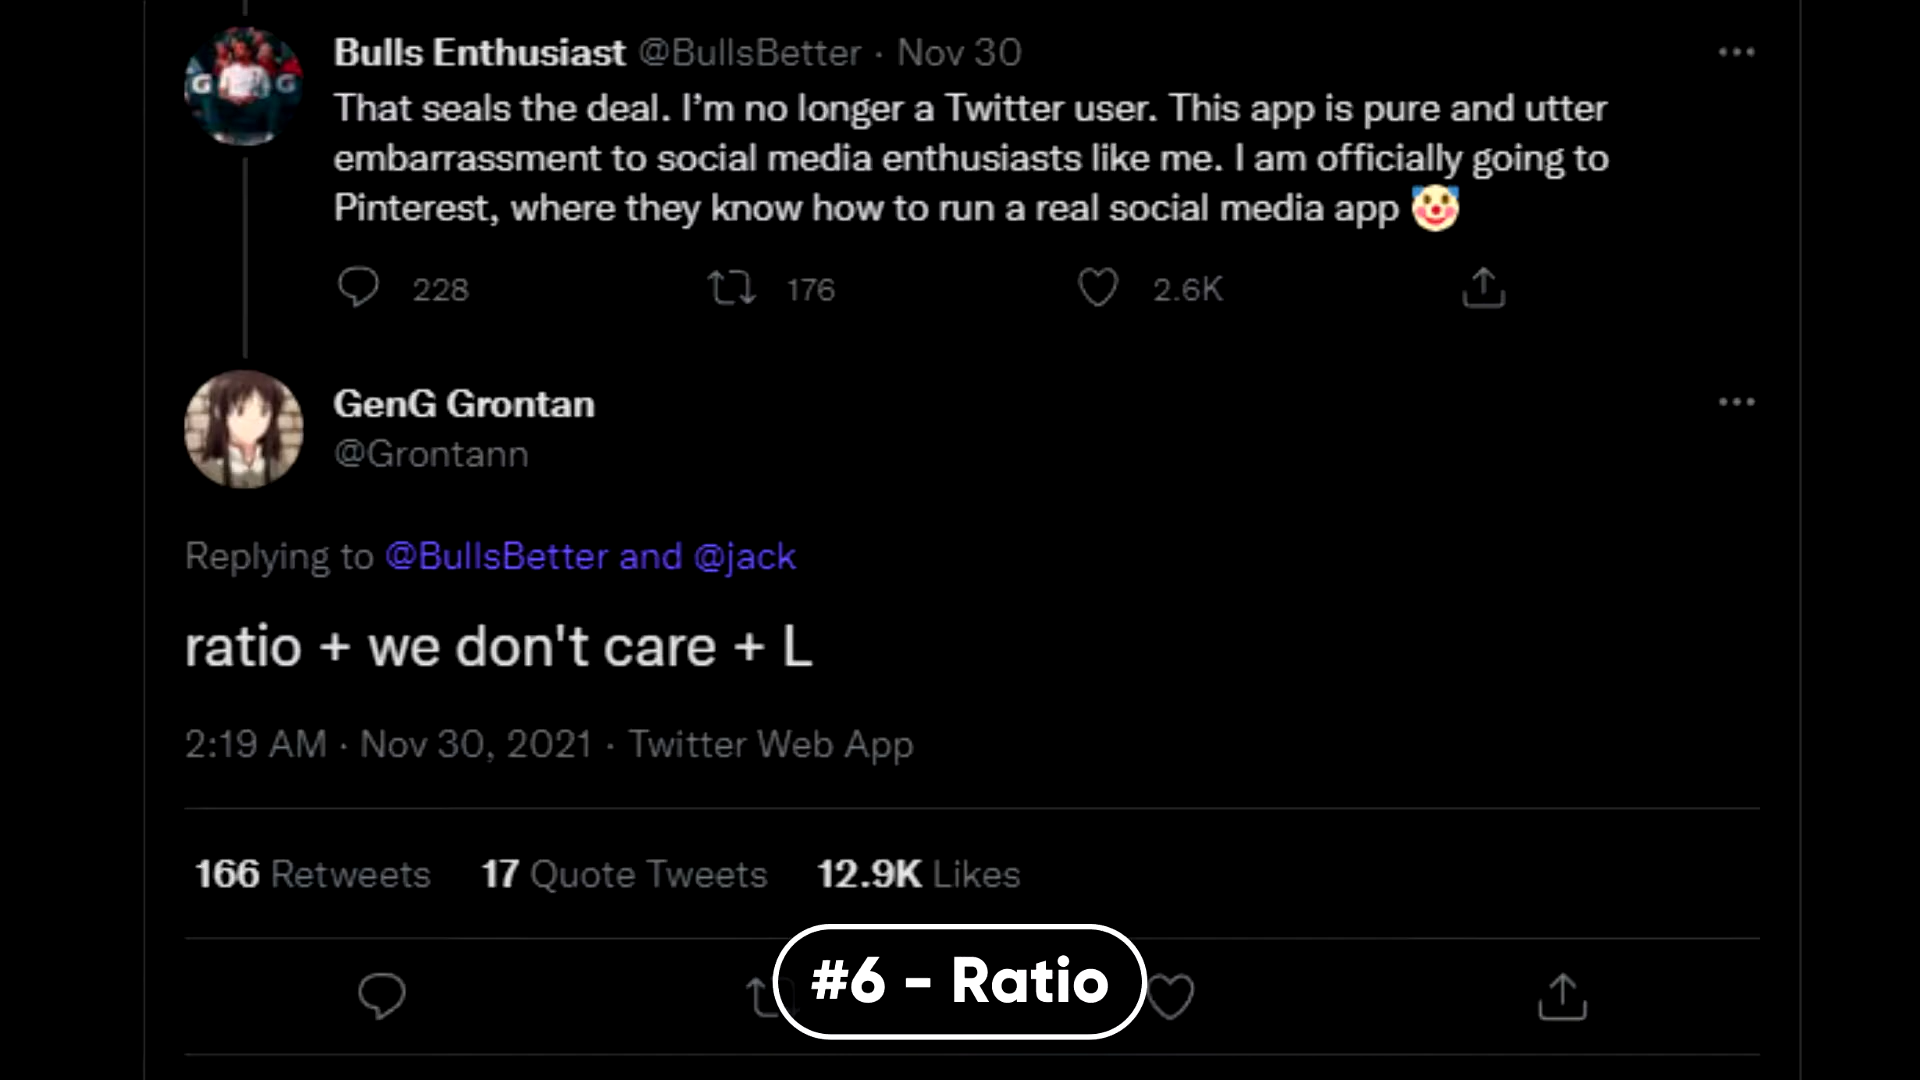 Bulls Enthusiast @BullsBetter · Nov 30
That seals the deal. I’m no longer a Twitter user. This app is pure and utter
embarrassment to social media enthusiasts like me. I am officially going to
Pinterest, where they know how to run a real social media app 🤡
228 176 2.6K
G G
GenG Grontan
@Grontann
Replying to @BullsBetter and @jack
ratio + we don't care + L
2:19 AM · Nov 30, 2021 · Twitter Web App
166 Retweets 17 Quote Tweets 12.9K Likes
#6 - Ratio